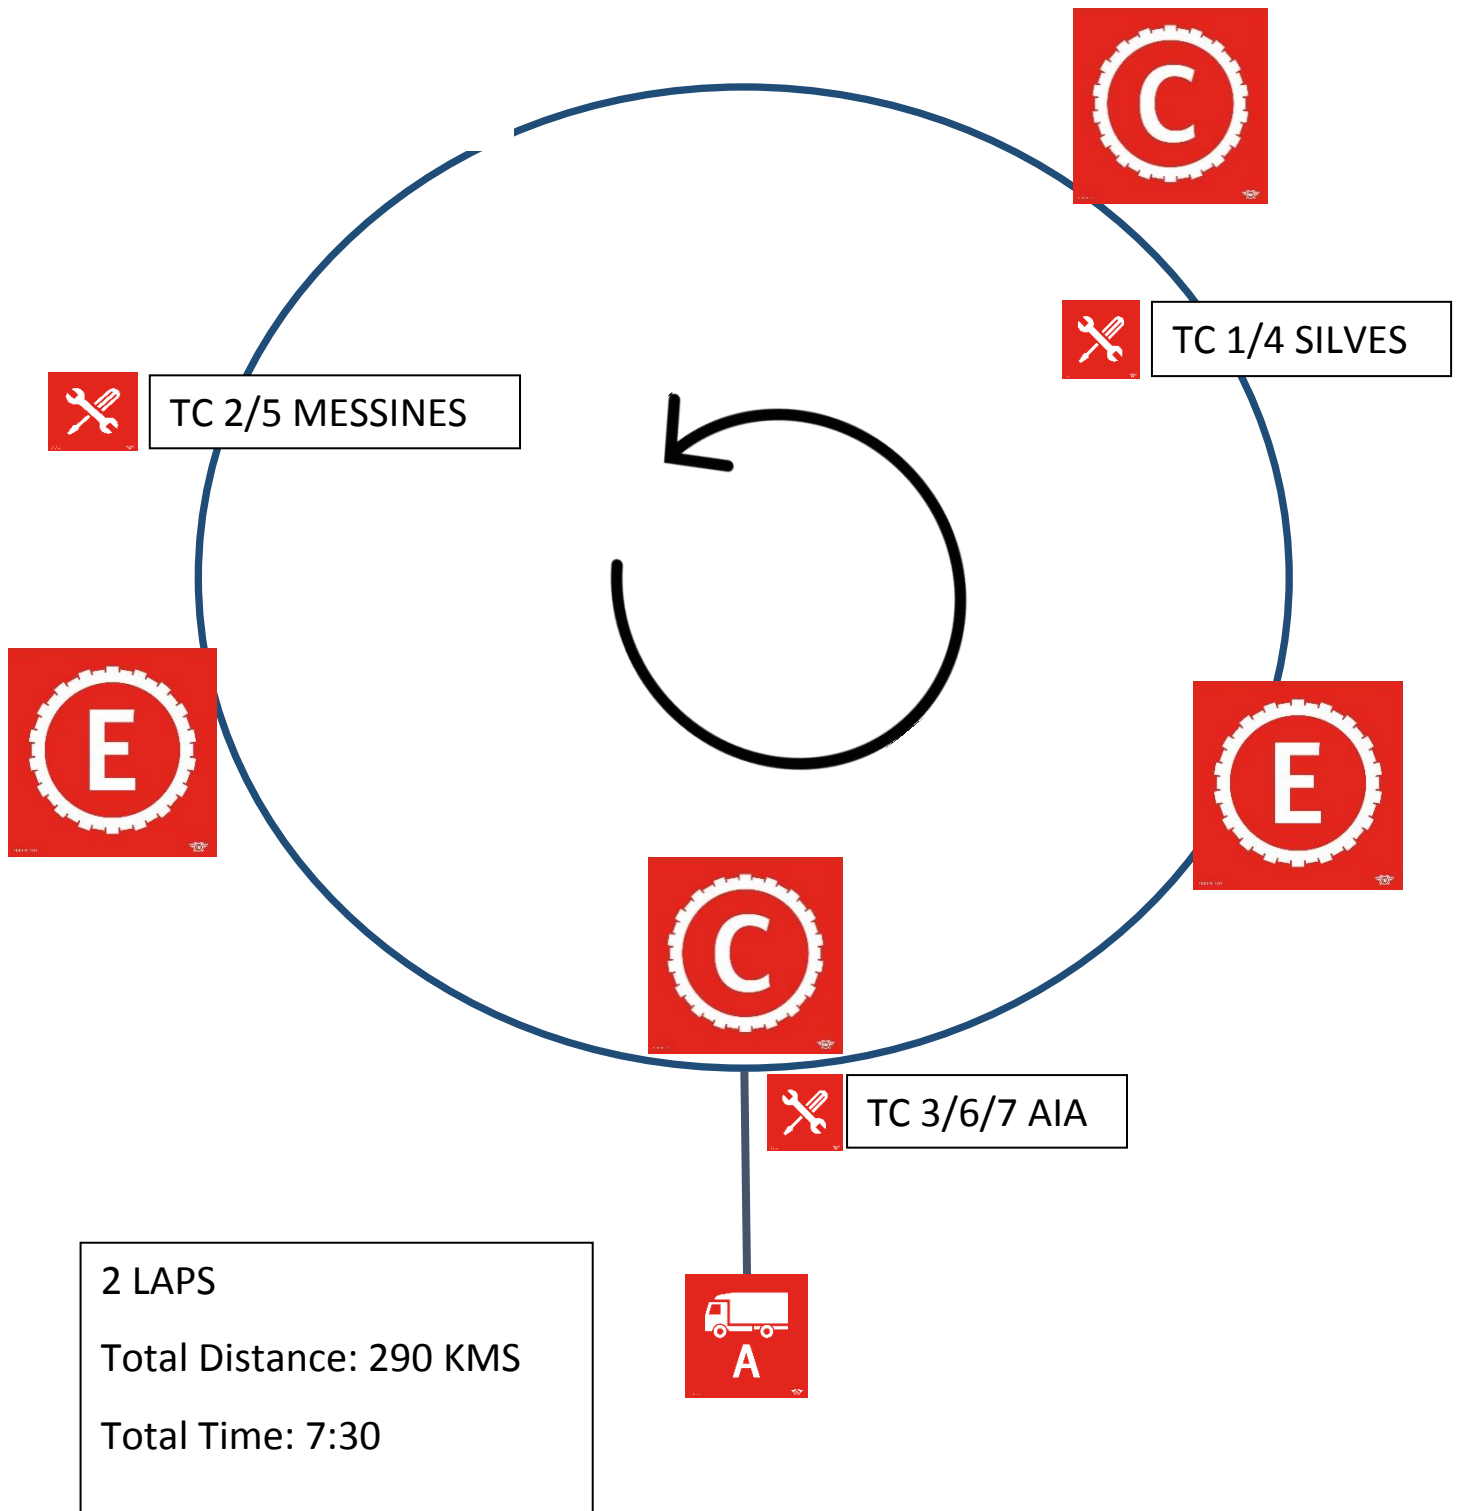 C
TC 1/4 SILVES
TC 2/5 MESSINES
E
E
C
TC 3/6/7 AIA
A
2 LAPS
Total Distance: 290 KMS
Total Time: 7:30